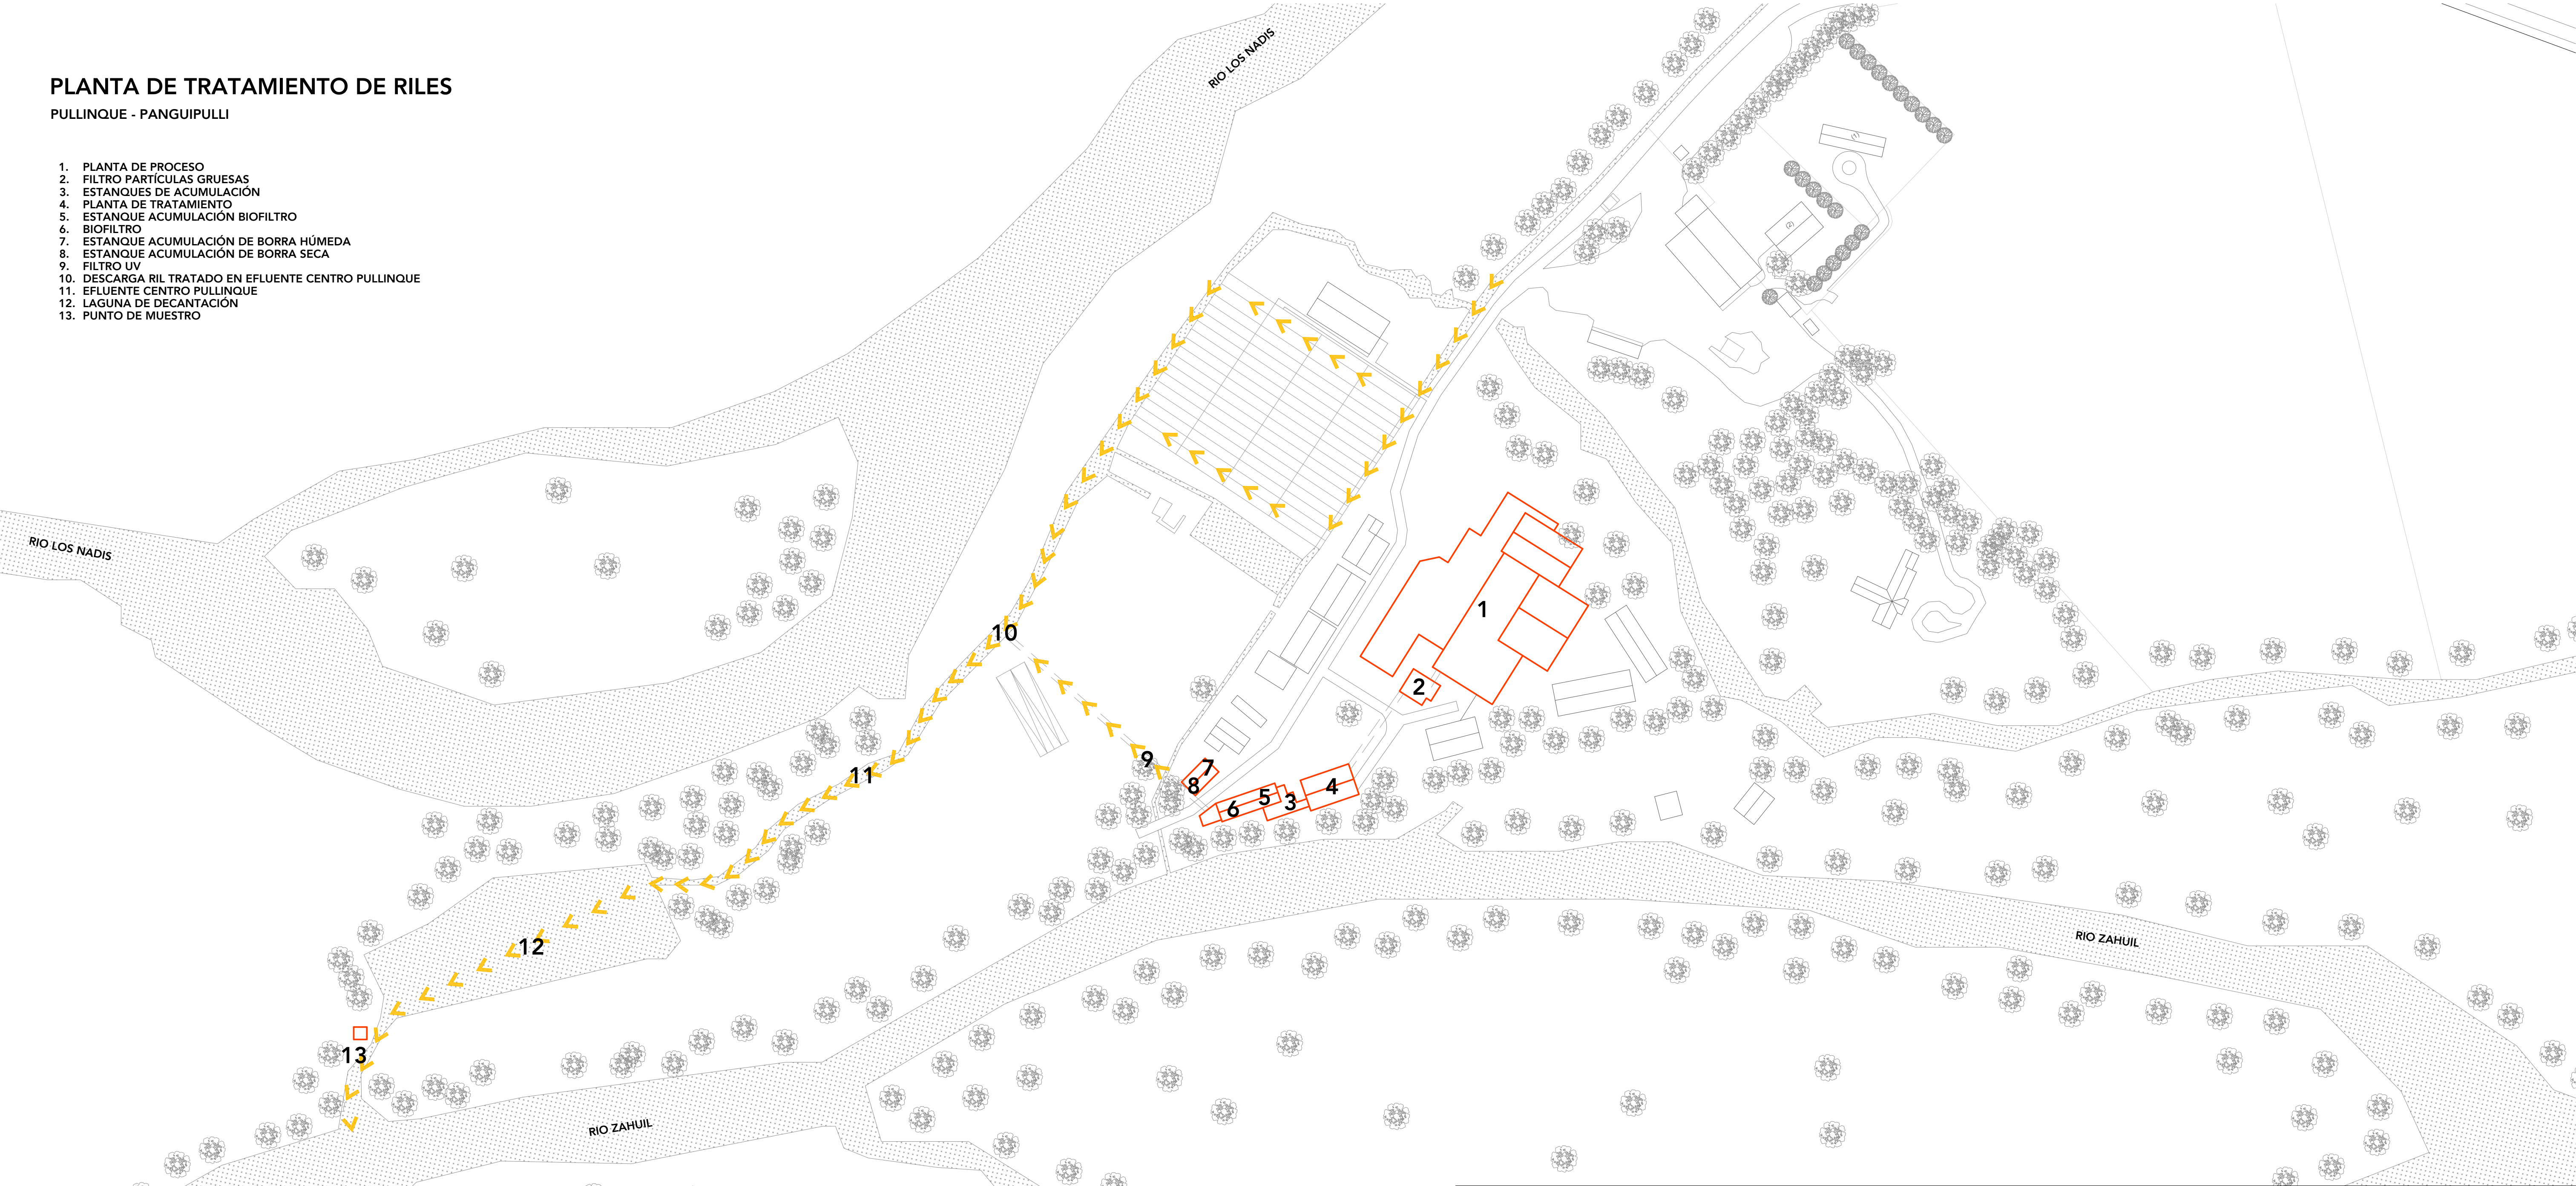 PLANTA DE TRATAMIENTO DE RILES
PULLINQUE - PANGUIPULLI
1. PLANTA DE PROCESO
2. FILTRO PARTÍCULAS GRUESAS
3. ESTANQUES DE ACUMULACIÓN
4. PLANTA DE TRATAMIENTO
5. ESTANQUE ACUMULACIÓN BIOFILTRO
6. BIOFILTRO
7. ESTANQUE ACUMULACIÓN DE BORRA HÚMEDA
8. ESTANQUE ACUMULACIÓN DE BORRA SECA
9. FILTRO UV
10. DESCARGA RIL TRATADO EN EFLUENTE CENTRO PULLINQUE
11. EFLUENTE CENTRO PULLINQUE
12. LAGUNA DE DECANTACIÓN
13. PUNTO DE MUESTRO
RIO LOS NADIS
(1)
(2)
RIO LOS NADIS
1
10
2
9
7
11
8
4
5
3
6
RIO ZAHUIL
12
13
RIO ZAHUIL